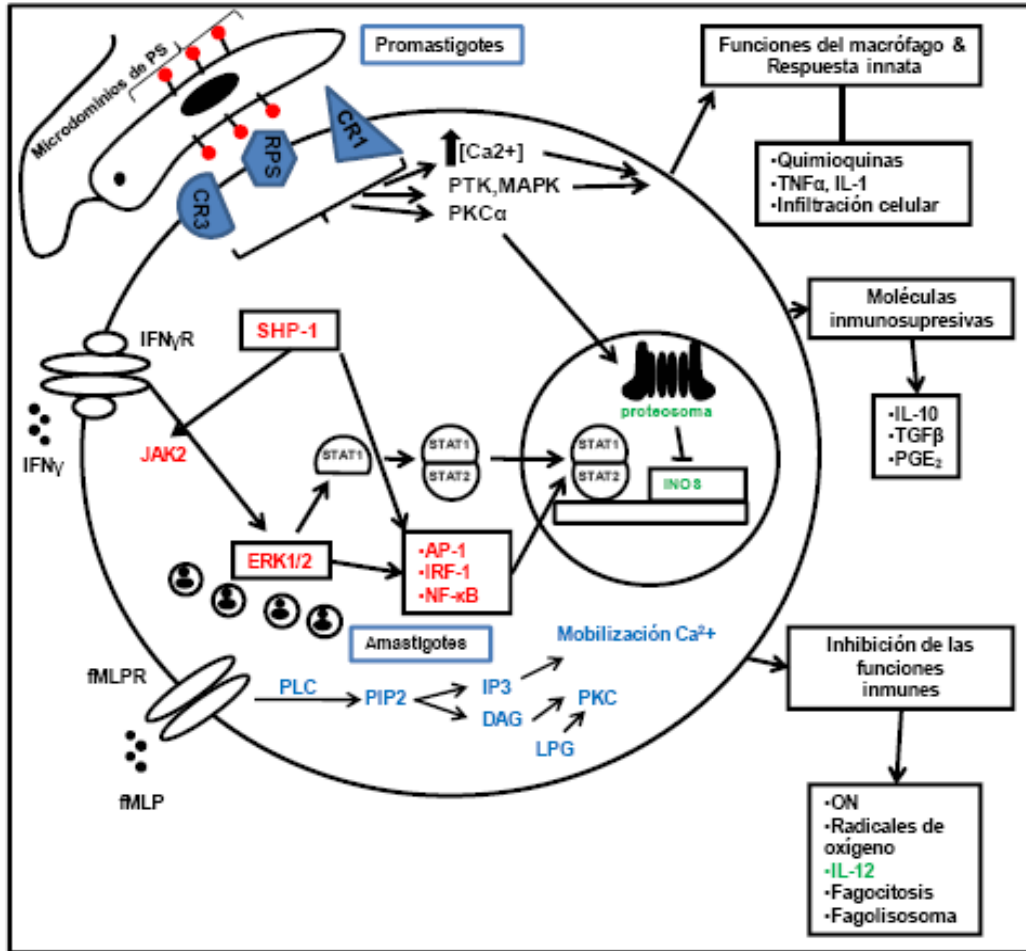 Microdominios de PS
Promastigotes
CR1
RPS
CR3
[Ca2+]
PTK,MAPK
PKCα
Funciones del macrófago &
Respuesta innata
•Quimioquinas
•TNFα, IL-1
•Infiltración celular
Moléculas
inmunosupresivas
•IL-10
•TGFβ
•PGE₂
IFNγR
IFNγ
SHP-1
JAK2
STAT1
STAT1
STAT2
STAT1
STAT2
proteosoma
INOS
ERK1/2
•AP-1
•IRF-1
•NF-κB
Amastigotes
Mobilización Ca²+
fMLPR
fMLP
PLC
PIP2
IP3
DAG
PKC
LPG
Inhibición de las
funciones
inmunes
•ON
•Radicales de
oxígeno
•IL-12
•Fagocitosis
•Fagolisosoma